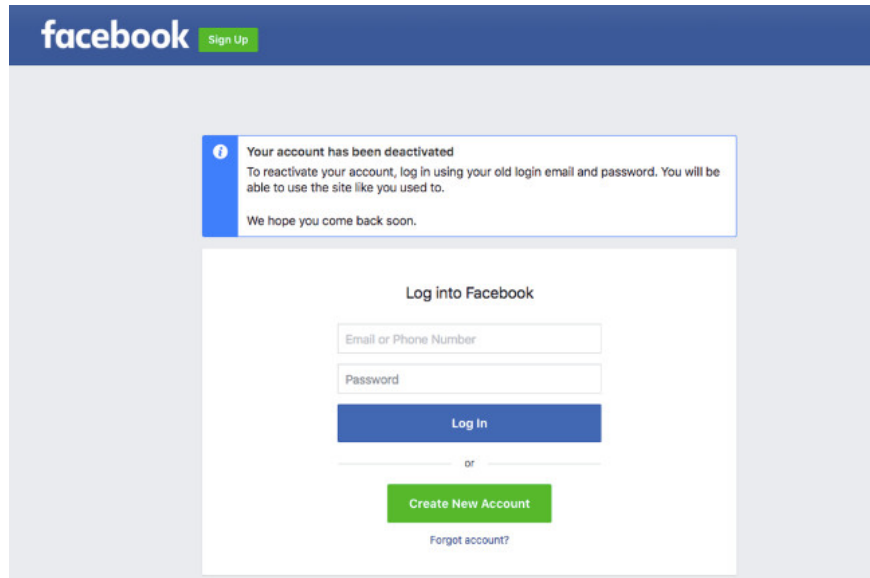 facebook Sign Up
Your account has been deactivated
To reactivate your account, log in using your old login email and password. You will be
able to use the site like you used to.
We hope you come back soon.
Log into Facebook
Email or Phone Number
Password
Log In
or
Create New Account
Forgot account?